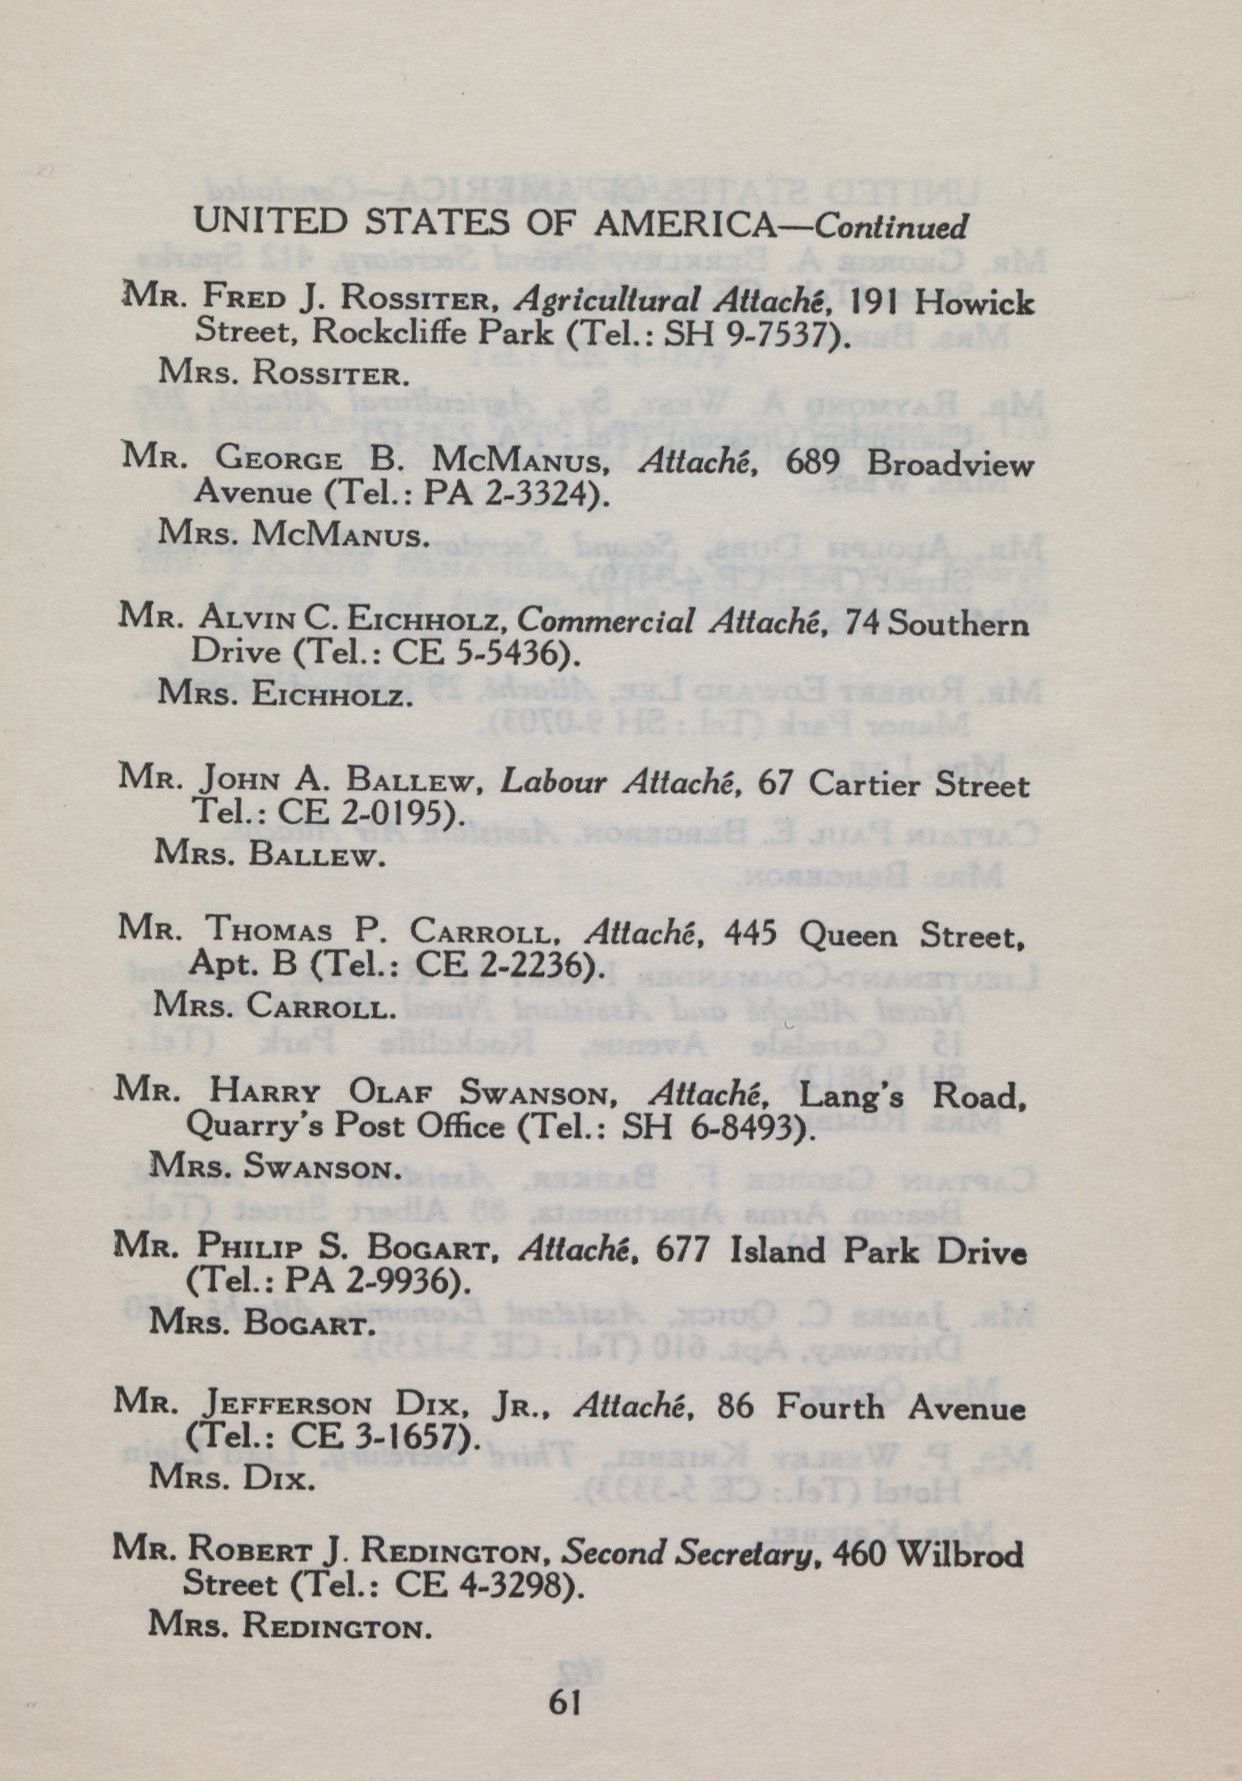 UNITED STATES OF AMERICA—Continued
MR. FRED J. ROSSITER, Agricultural Attaché, 191 Howick
Street, Rockcliffe Park (Tel.: SH 9-7537).
MRS. ROSSITER.
MR. GEORGE B. MCMANUS, Attaché, 689 Broadview
Avenue (Tel.: PA 2-3324).
MRS. MCMANUS.
MR. ALVIN C. EICHHOLZ, Commercial Attaché, 74 Southern
Drive (Tel.: CE 5-5436).
MRS. EICHHOLZ.
MR. JOHN A. BALLEW, Labour Attaché, 67 Cartier Street
Tel.: CE 2-0195).
MRS. BALLEW.
MR. THOMAS P. CARROLL, Attaché, 445 Queen Street,
Apt. B (Tel.: CE 2-2236).
MRS. CARROLL.
MR. HARRY OLAF SWANSON, Attaché, Lang's Road,
Quarry's Post Office (Tel.: SH 6-8493).
MRS. SWANSON.
MR. PHILIP S. BOGART, Attaché, 677 Island Park Drive
(Tel.: PA 2-9936).
MRS. BOGART.
MR. JEFFERSON DIX, JR., Attaché, 86 Fourth Avenue
(Tel.: CE 3-1657).
MRS. DIX.
MR. ROBERT J. REDINGTON, Second Secretary, 460 Wilbrod
Street (Tel.: CE 4-3298).
MRS. REDINGTON.
61